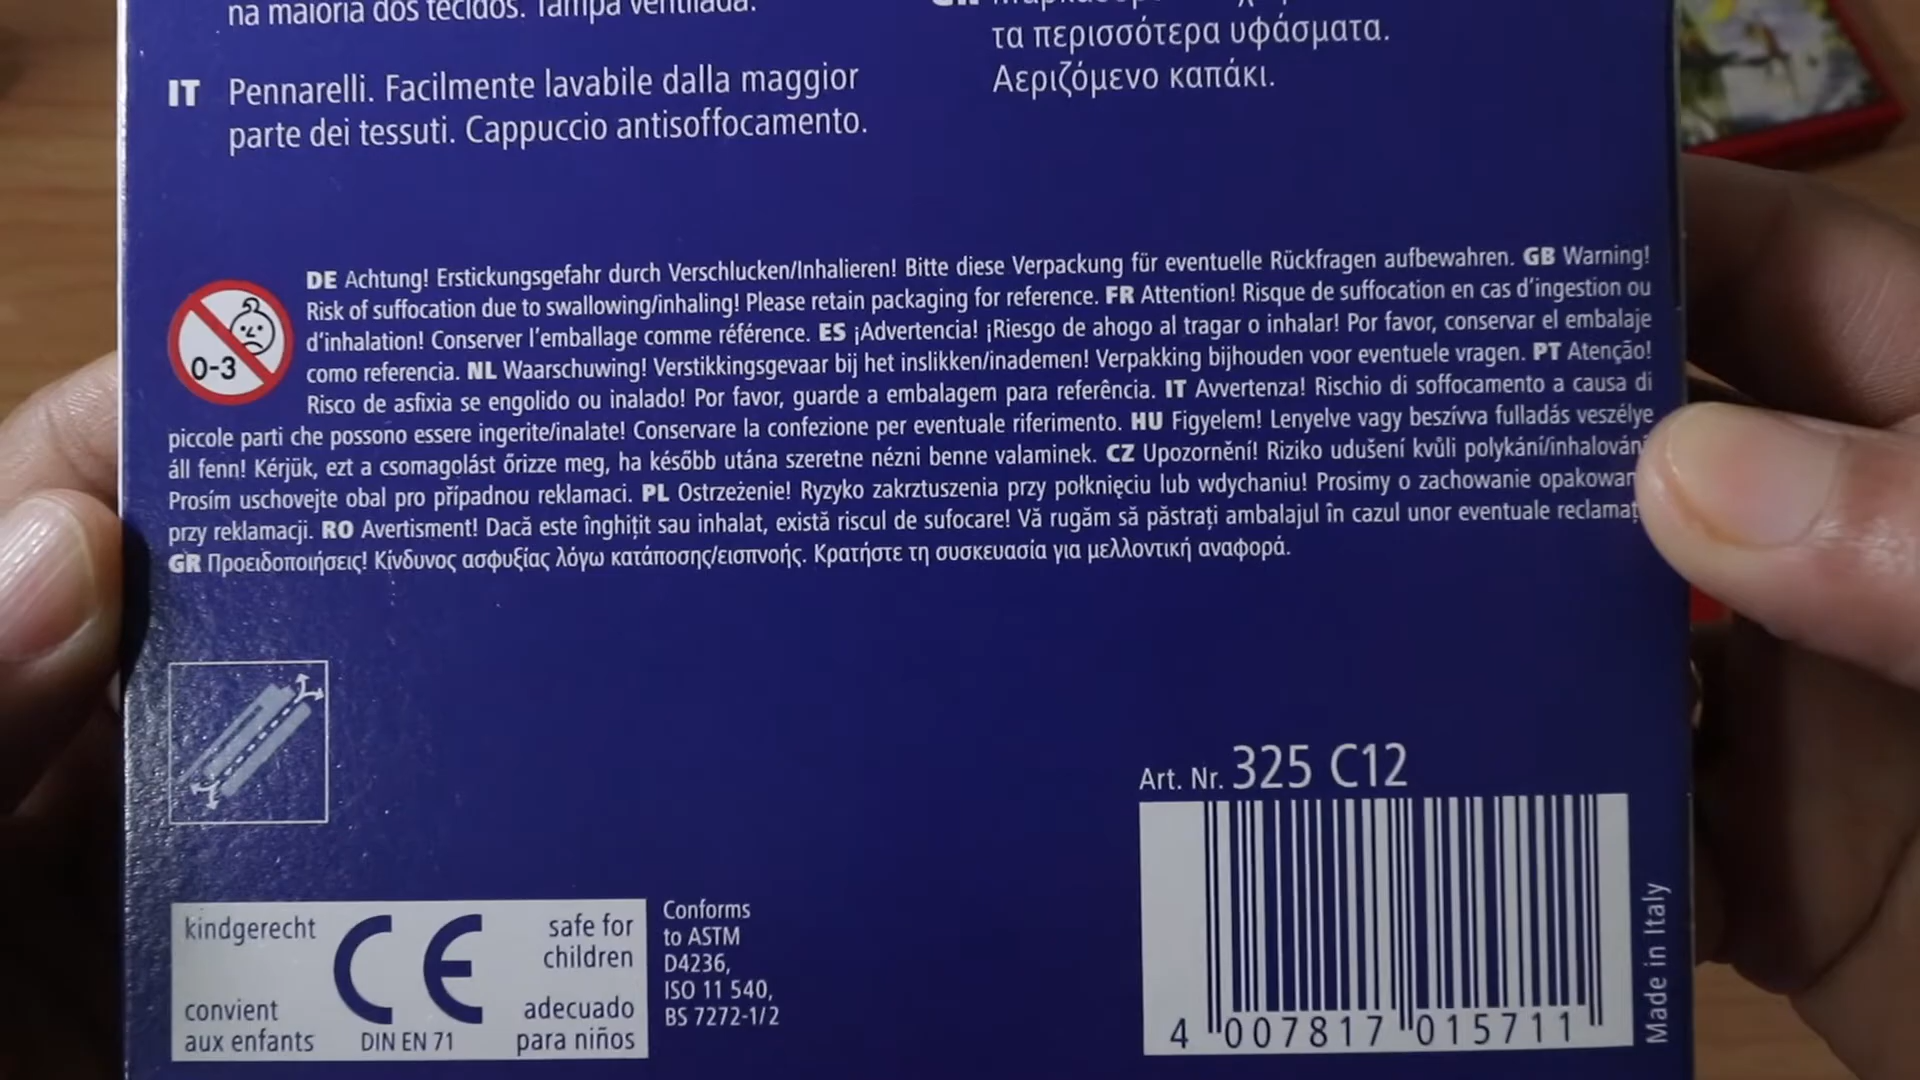 na maioria dos tecidos. Tampa ventilada.
IT Pennarelli. Facilmente lavabile dalla maggior
parte dei tessuti. Cappuccio antisoffocamento.
GR
τα περισσότερα υφάσματα.
Αεριζόμενο καπάκι.
0-3
DE Achtung! Erstickungsgefahr durch Verschlucken/Inhalieren! Bitte diese Verpackung für eventuelle Rückfragen aufbewahren. GB Warning!
Risk of suffocation due to swallowing/inhaling! Please retain packaging for reference. FR Attention! Risque de suffocation en cas d’ingestion ou
d’inhalation! Conserver l’emballage comme référence. ES ¡Advertencia! ¡Riesgo de ahogo al tragar o inhalar! Por favor, conservar el embalaje
como referencia. NL Waarschuwing! Verstikkingsgevaar bij het inslikken/inademen! Verpakking bijhouden voor eventuele vragen. PT Atenção!
Risco de asfixia se engolido ou inalado! Por favor, guarde a embalagem para referência. IT Avvertenza! Rischio di soffocamento a causa di
piccole parti che possono essere ingerite/inalate! Conservare la confezione per eventuale riferimento. HU Figyelem! Lenyelve vagy beszívva fulladás veszélye
áll fenn! Kérjük, ezt a csomagolást őrizze meg, ha később utána szeretne nézni benne valaminek. CZ Upozornění! Riziko udušení kvůli polykání/inhalování
Prosím uschovejte obal pro případnou reklamaci. PL Ostrzeżenie! Ryzyko zakrztuszenia przy połknięciu lub wdychaniu! Prosimy o zachowanie opakowan
przy reklamacji. RO Avertisment! Dacă este înghițit sau inhalat, există riscul de sufocare! Vă rugăm să păstrați ambalajul în cazul unor eventuale reclamaț
GR Προειδοποιήσεις! Κίνδυνος ασφυξίας λόγω κατάποσης/εισπνοής. Κρατήστε τη συσκευασία για μελλοντική αναφορά.
Art. Nr. 325 C12
4 007817 015711
Made in Italy
kindgerecht
convient
aux enfants
CE
DIN EN 71
safe for
children
adecuado
para niños
Conforms
to ASTM
D4236,
ISO 11 540,
BS 7272-1/2